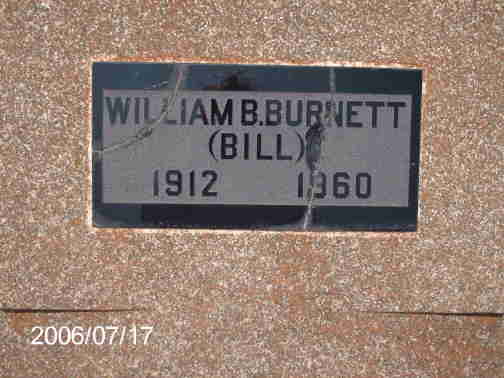 WILLIAM B. BURNETT
(BILL)
1912 1960
2006/07/17